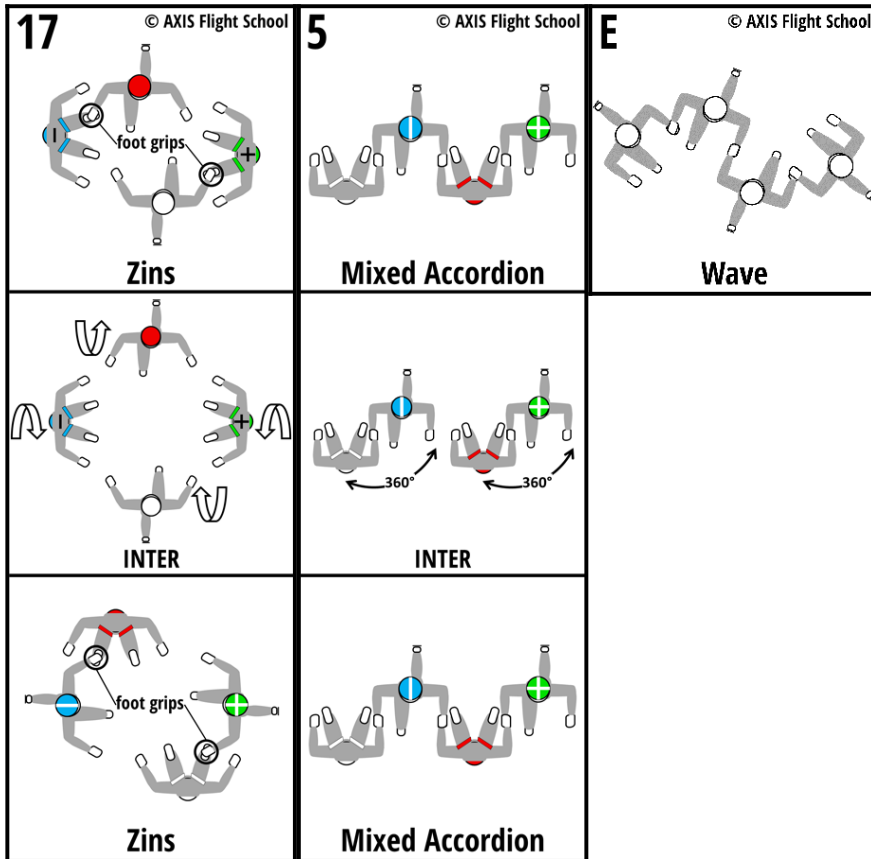 17
© AXIS Flight School
foot grips
Zins
INTER
foot grips
Zins
5
© AXIS Flight School
Mixed Accordion
360°
360°
INTER
Mixed Accordion
E
© AXIS Flight School
Wave